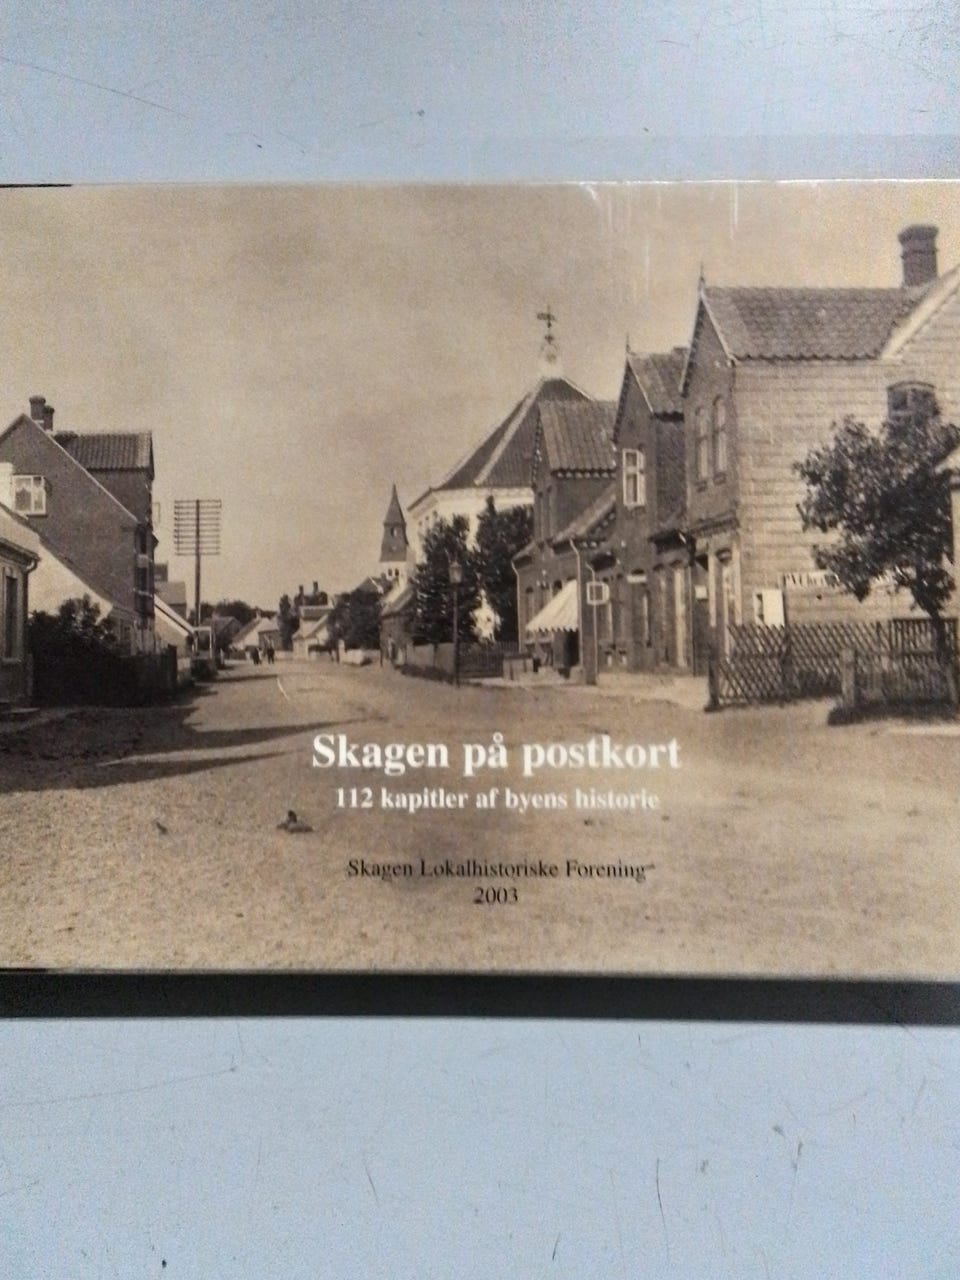 Skagen på postkort
112 kapitler af byens historie
Skagen Lokalhistoriske Forening
2003